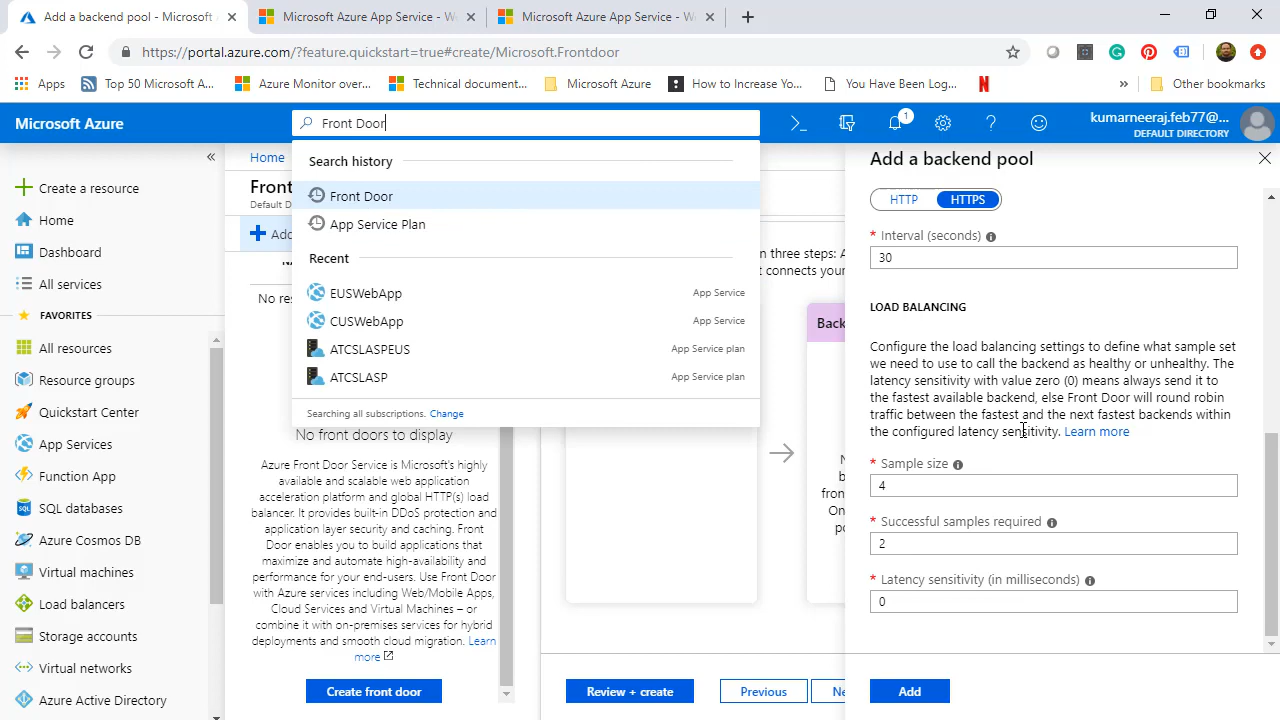 Add a backend pool - Microsoft
Microsoft Azure App Service - We
Microsoft Azure App Service - We
https://portal.azure.com/?feature.quickstart=true#create/Microsoft.Frontdoor
Apps
Top 50 Microsoft A...
Azure Monitor over...
Technical document...
Microsoft Azure
How to Increase You...
You Have Been Log...
N
»
Other bookmarks
Microsoft Azure
Front Door
1
kumarneeraj.feb77@...
DEFAULT DIRECTORY
«
Create a resource
Home
Dashboard
All services
FAVORITES
All resources
Resource groups
Quickstart Center
App Services
Function App
SQL databases
Azure Cosmos DB
Virtual machines
Load balancers
Storage accounts
Virtual networks
Azure Active Directory
Home
Front
Default D
Add
No res
Search history
Front Door
App Service Plan
Recent
EUSWebApp App Service
CUSWebApp App Service
ATCSLASPEUS App Service plan
ATCSLASP App Service plan
Searching all subscriptions. Change
No front doors to display
Azure Front Door Service is Microsoft's highly
available and scalable web application
acceleration platform and global HTTP(s) load
balancer. It provides built-in DDoS protection and
application layer security and caching. Front
Door enables you to build applications that
maximize and automate high-availability and
performance for your end-users. Use Front Door
with Azure services including Web/Mobile Apps,
Cloud Services and Virtual Machines – or
combine it with on-premises services for hybrid
deployments and smooth cloud migration. Learn
more
Create front door
n three steps: A
t connects your
Back
N
b
fron
On
po
Review + create
Previous
Ne
Add a backend pool
HTTP
HTTPS
* Interval (seconds)
30
LOAD BALANCING
Configure the load balancing settings to define what sample set
we need to use to call the backend as healthy or unhealthy. The
latency sensitivity with value zero (0) means always send it to
the fastest available backend, else Front Door will round robin
traffic between the fastest and the next fastest backends within
the configured latency sensitivity. Learn more
* Sample size
4
* Successful samples required
2
* Latency sensitivity (in milliseconds)
0
Add